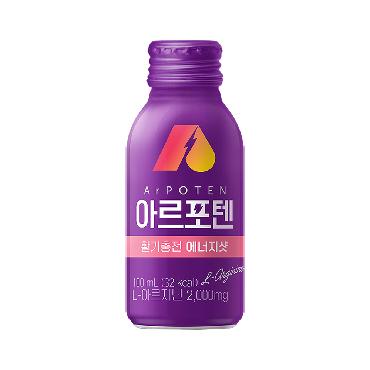 ArPOTEN
아르포텐
활기충전 에너지샷
100 mL (32 kcal)
L-Arginine
L-아르지닌 2,000mg